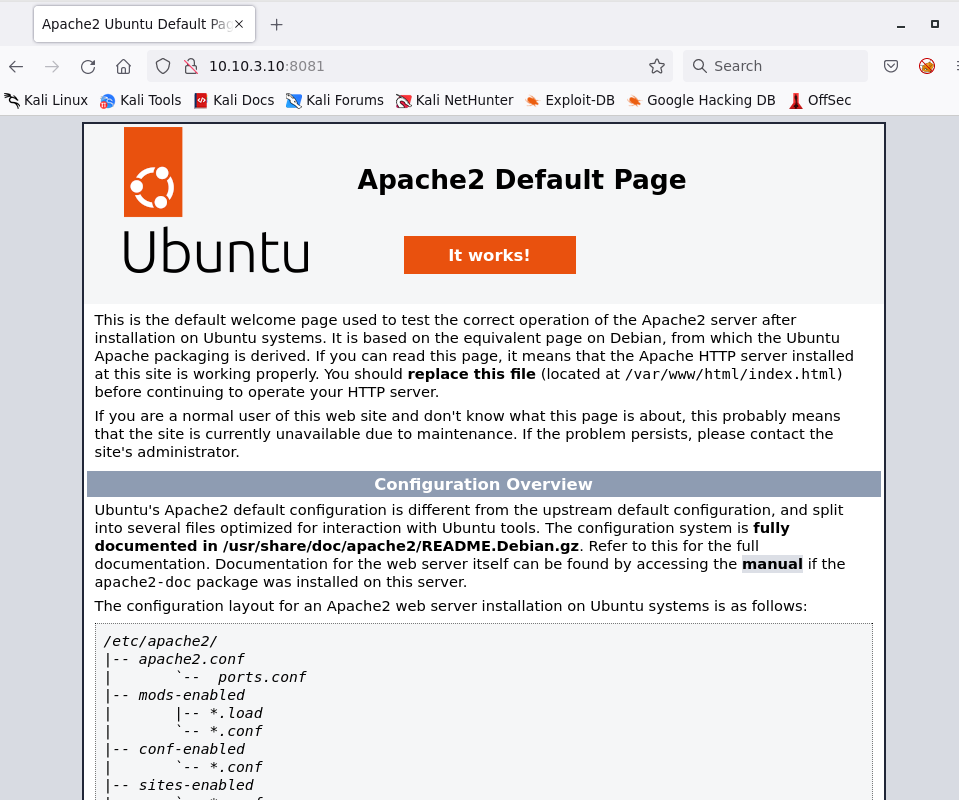 Apache2 Ubuntu Default Pag
10.10.3.10:8081
Search
Kali Linux Kali Tools Kali Docs Kali Forums Kali NetHunter Exploit-DB Google Hacking DB OffSec
Apache2 Default Page
Ubuntu
It works!
This is the default welcome page used to test the correct operation of the Apache2 server after
installation on Ubuntu systems. It is based on the equivalent page on Debian, from which the Ubuntu
Apache packaging is derived. If you can read this page, it means that the Apache HTTP server installed
at this site is working properly. You should replace this file (located at /var/www/html/index.html)
before continuing to operate your HTTP server.
If you are a normal user of this web site and don't know what this page is about, this probably means
that the site is currently unavailable due to maintenance. If the problem persists, please contact the
site's administrator.
Configuration Overview
Ubuntu's Apache2 default configuration is different from the upstream default configuration, and split
into several files optimized for interaction with Ubuntu tools. The configuration system is fully
documented in /usr/share/doc/apache2/README.Debian.gz. Refer to this for the full
documentation. Documentation for the web server itself can be found by accessing the manual if the
apache2-doc package was installed on this server.
The configuration layout for an Apache2 web server installation on Ubuntu systems is as follows:
/etc/apache2/
|-- apache2.conf
|       `--  ports.conf
|-- mods-enabled
|       |-- *.load
|       `-- *.conf
|-- conf-enabled
|       `-- *.conf
|-- sites-enabled